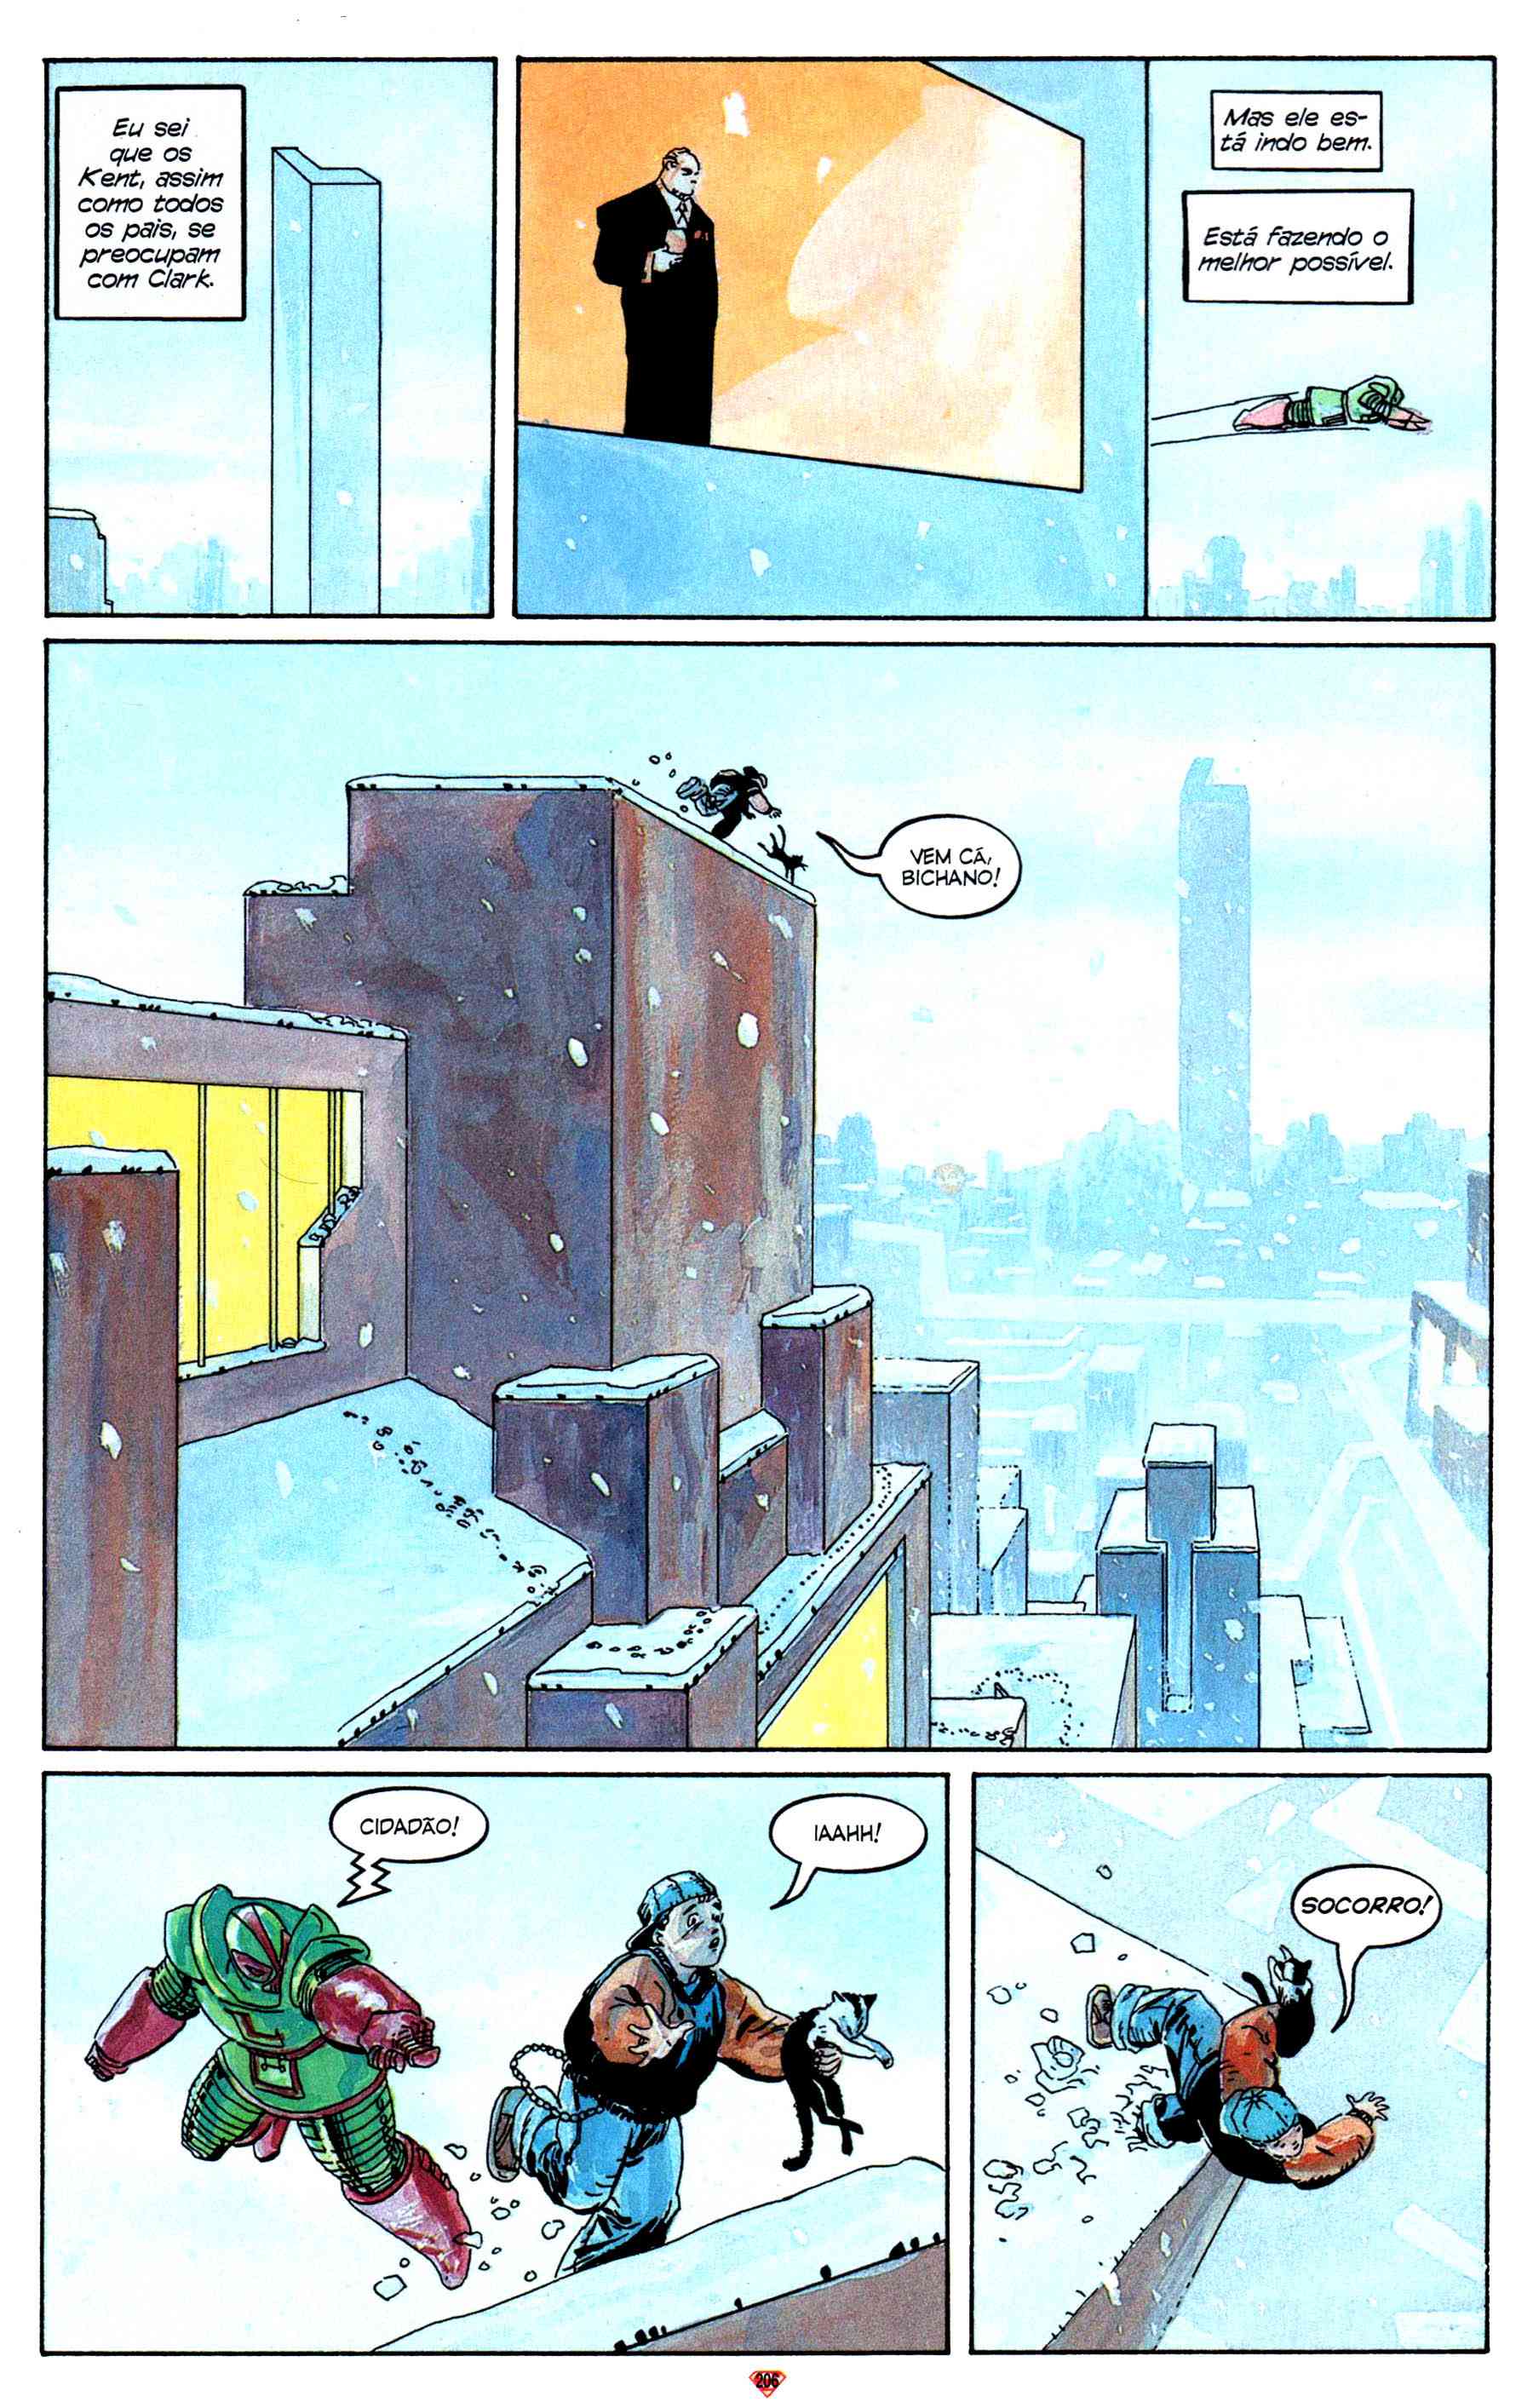 Eu sei
que os
Kent, assim
como todos
os pais, se
preocupam
com Clark.
Mas ele es-
tá indo bem.
Está fazendo o
melhor possível.
VEM CÁ,
BICHANO!
CIDADÃO!
IAAHH!
SOCORRO!
206